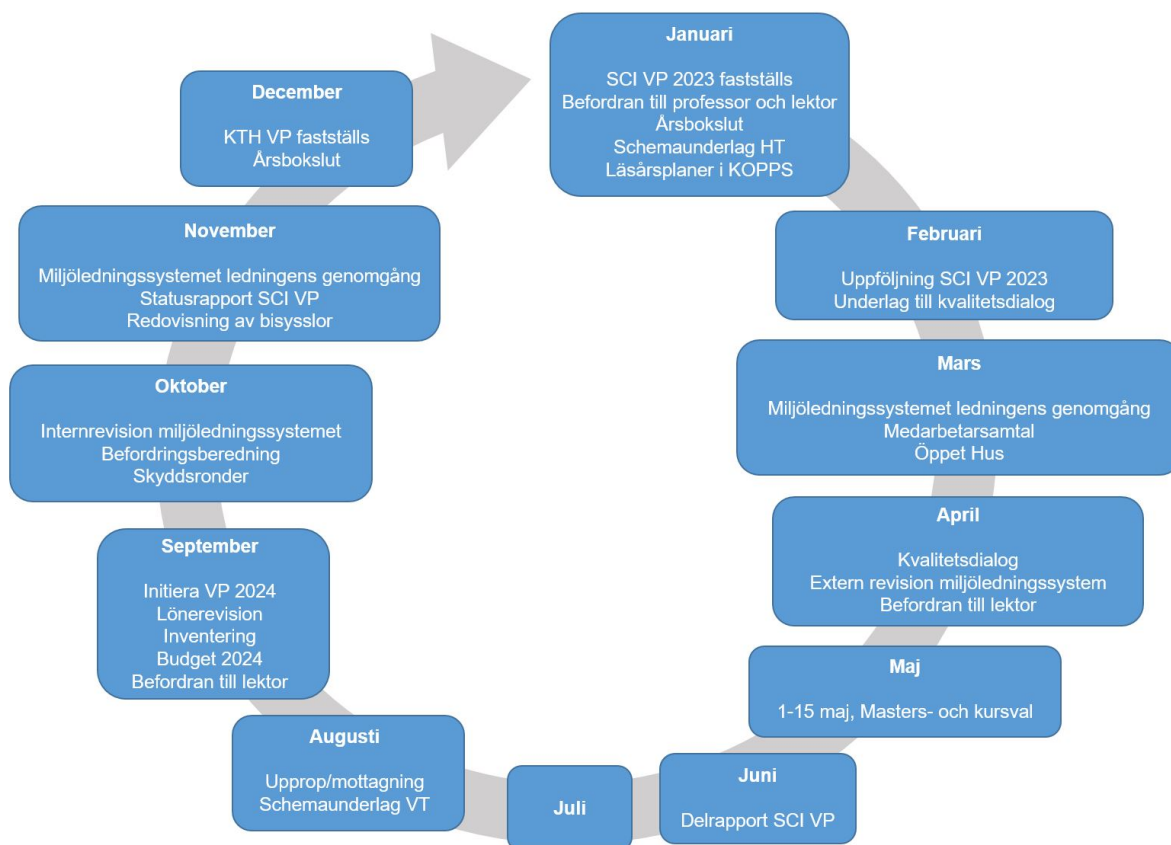 Januari
SCI VP 2023 fastställs
Befordran till professor och lektor
Årsbokslut
Schemaunderlag HT
Läsårsplaner i KOPPS
Februari
Uppföljning SCI VP 2023
Underlag till kvalitetsdialog
Mars
Miljöledningssystemet ledningens genomgång
Medarbetarsamtal
Öppet Hus
April
Kvalitetsdialog
Extern revision miljöledningssystem
Befordran till lektor
Maj
1-15 maj, Masters- och kursval
Juni
Delrapport SCI VP
Juli
Augusti
Upprop/mottagning
Schemaunderlag VT
September
Initiera VP 2024
Lönerevision
Inventering
Budget 2024
Befordran till lektor
Oktober
Internrevision miljöledningssystemet
Befordringsberedning
Skyddsronder
November
Miljöledningssystemet ledningens genomgång
Statusrapport SCI VP
Redovisning av bisysslor
December
KTH VP fastställs
Årsbokslut